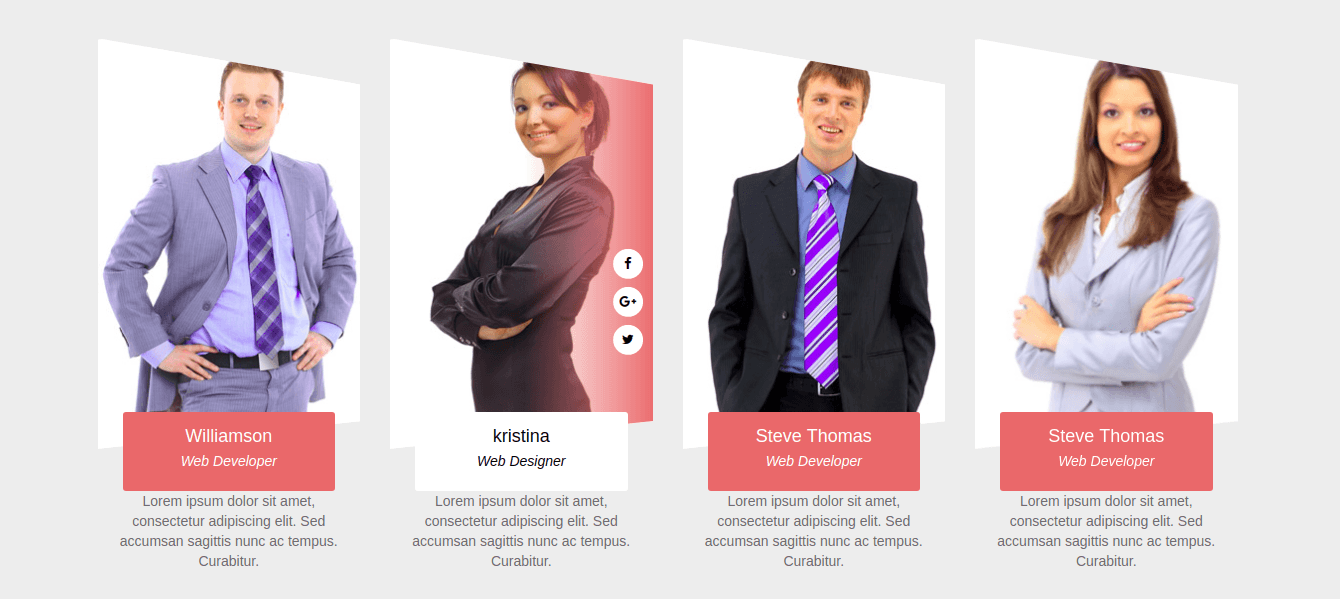 Williamson
Web Developer
Lorem ipsum dolor sit amet,
consectetur adipiscing elit. Sed
accumsan sagittis nunc ac tempus.
Curabitur.
G+
kristina
Web Designer
Lorem ipsum dolor sit amet,
consectetur adipiscing elit. Sed
accumsan sagittis nunc ac tempus.
Curabitur.
Steve Thomas
Web Developer
Lorem ipsum dolor sit amet,
consectetur adipiscing elit. Sed
accumsan sagittis nunc ac tempus.
Curabitur.
Steve Thomas
Web Developer
Lorem ipsum dolor sit amet,
consectetur adipiscing elit. Sed
accumsan sagittis nunc ac tempus.
Curabitur.